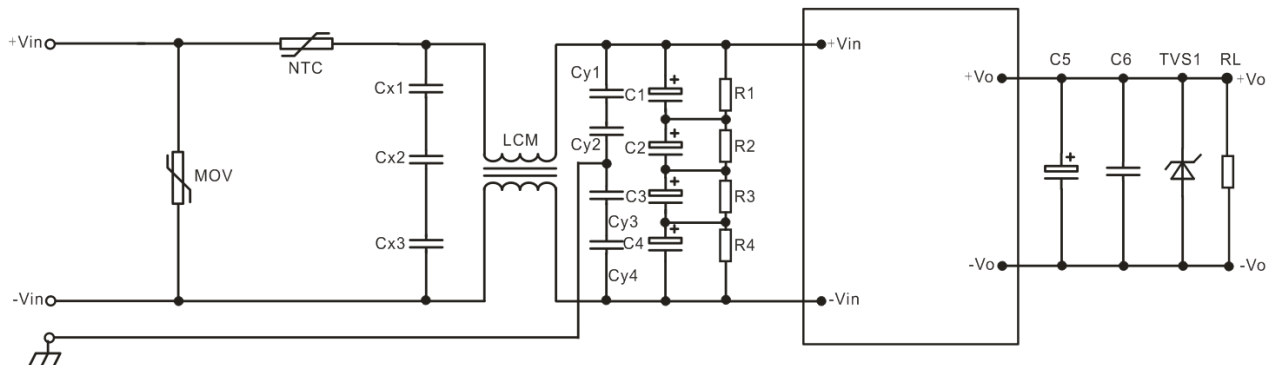 +Vin
NTC
MOV
-Vin
Cx1
Cx2
Cx3
LCM
Cy1
Cy2
Cy3
Cy4
C1
C2
C3
C4
R1
R2
R3
R4
+Vin
-Vin
+Vo
-Vo
C5
C6
TVS1
RL
+Vo
-Vo